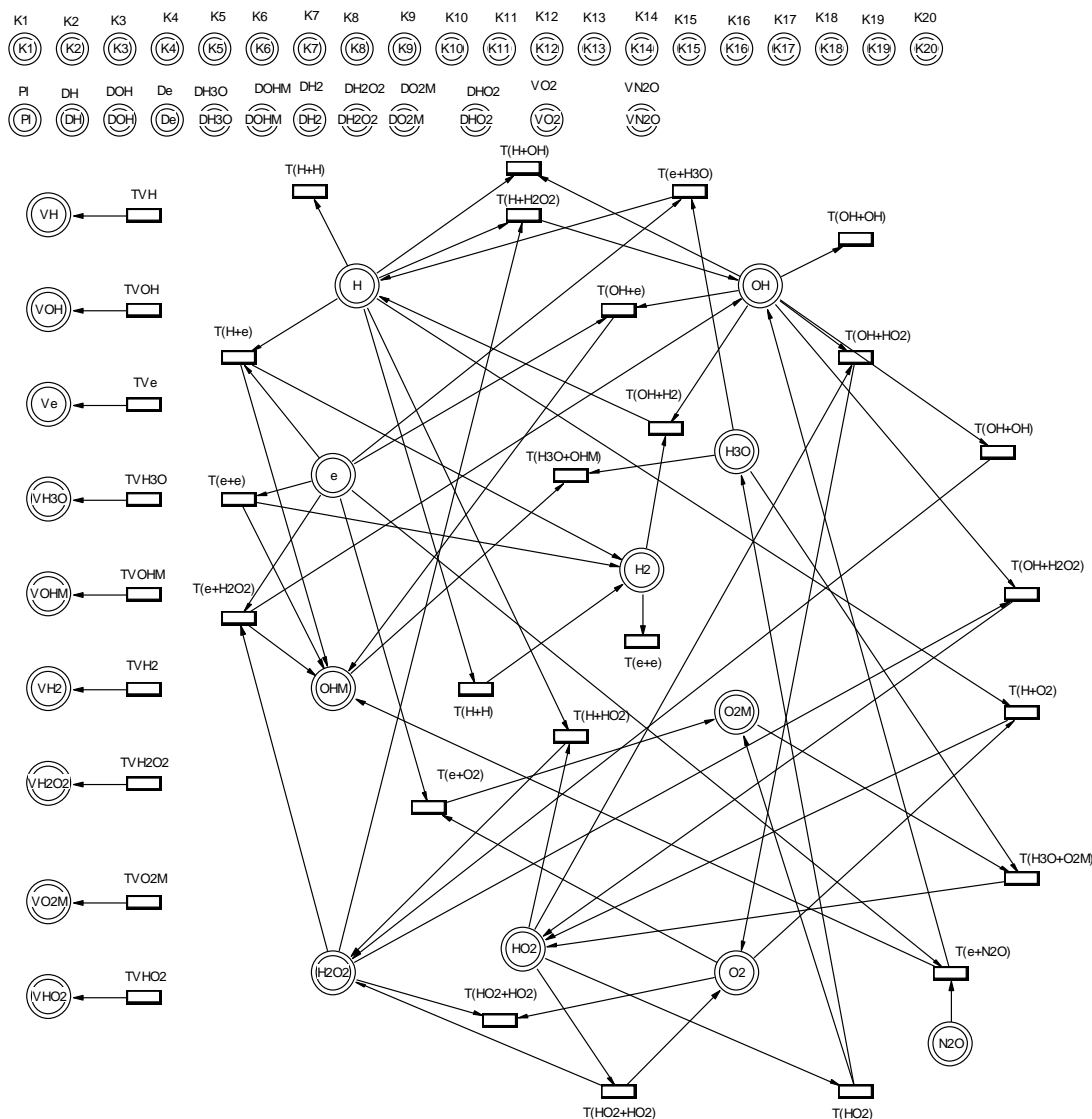 K1 K2 K3 K4 K5 K6 K7 K8 K9 K10 K11 K12 K13 K14 K15 K16 K17 K18 K19 K20
K1 K2 K3 K4 K5 K6 K7 K8 K9 K10 K11 K12 K13 K14 K15 K16 K17 K18 K19 K20
PI DH DOH De DH3O DOHM DH2 DH2O2 DO2M DHO2 VO2 VN2O
PI DH DOH De DH3O DOHM DH2 DH2O2 DO2M DHO2 VO2 VN2O
T(H+OH)
T(H+H) T(e+H3O)
TVH
T(H+H2O2)
VH
T(OH+OH)
H OH
TVOH T(OH+e)
VOH
T(H+e) T(OH+HO2)
TVe
T(OH+H2)
Ve
T(OH+OH)
H3O
T(H3O+OHM)
TVH3O e
T(e+e)
VH3O
T(OH+H2O2)
H2
TVOHM
T(e+H2O2)
VOHM
T(e+e)
TVH2
VH2 OHM
T(H+O2)
T(H+H) O2M
T(H+HO2)
TVH2O2
T(e+O2)
VH2O2
T(H3O+O2M)
TVO2M
VO2M
HO2
T(e+N2O)
TVHO2
H2O2 O2
VHO2
T(HO2+HO2)
N2O
T(HO2+HO2) T(HO2)